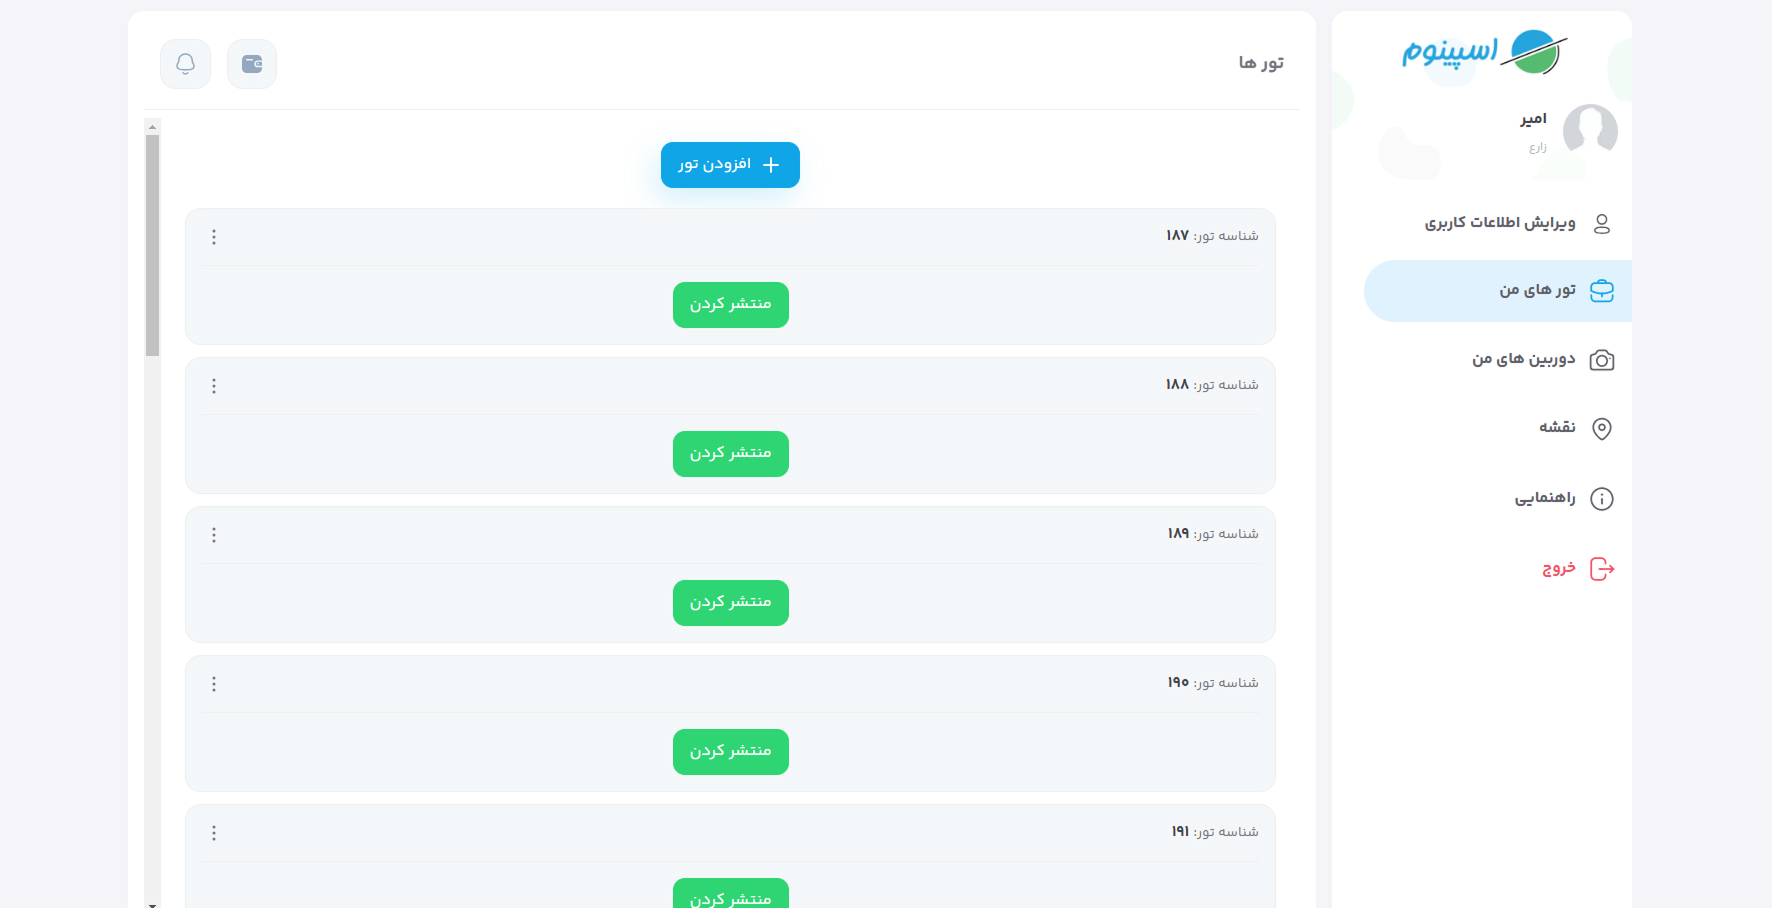 اسپینوم
امیر
زارع
ویرایش اطلاعات کاربری
تور های من
دوربین های من
نقشه
راهنمایی
خروج
تور ها
افزودن تور
شناسه تور: ۱۸۷
منتشر کردن
شناسه تور: ۱۸۸
منتشر کردن
شناسه تور: ۱۸۹
منتشر کردن
شناسه تور: ۱۹۰
منتشر کردن
شناسه تور: ۱۹۱
منتشر کردن